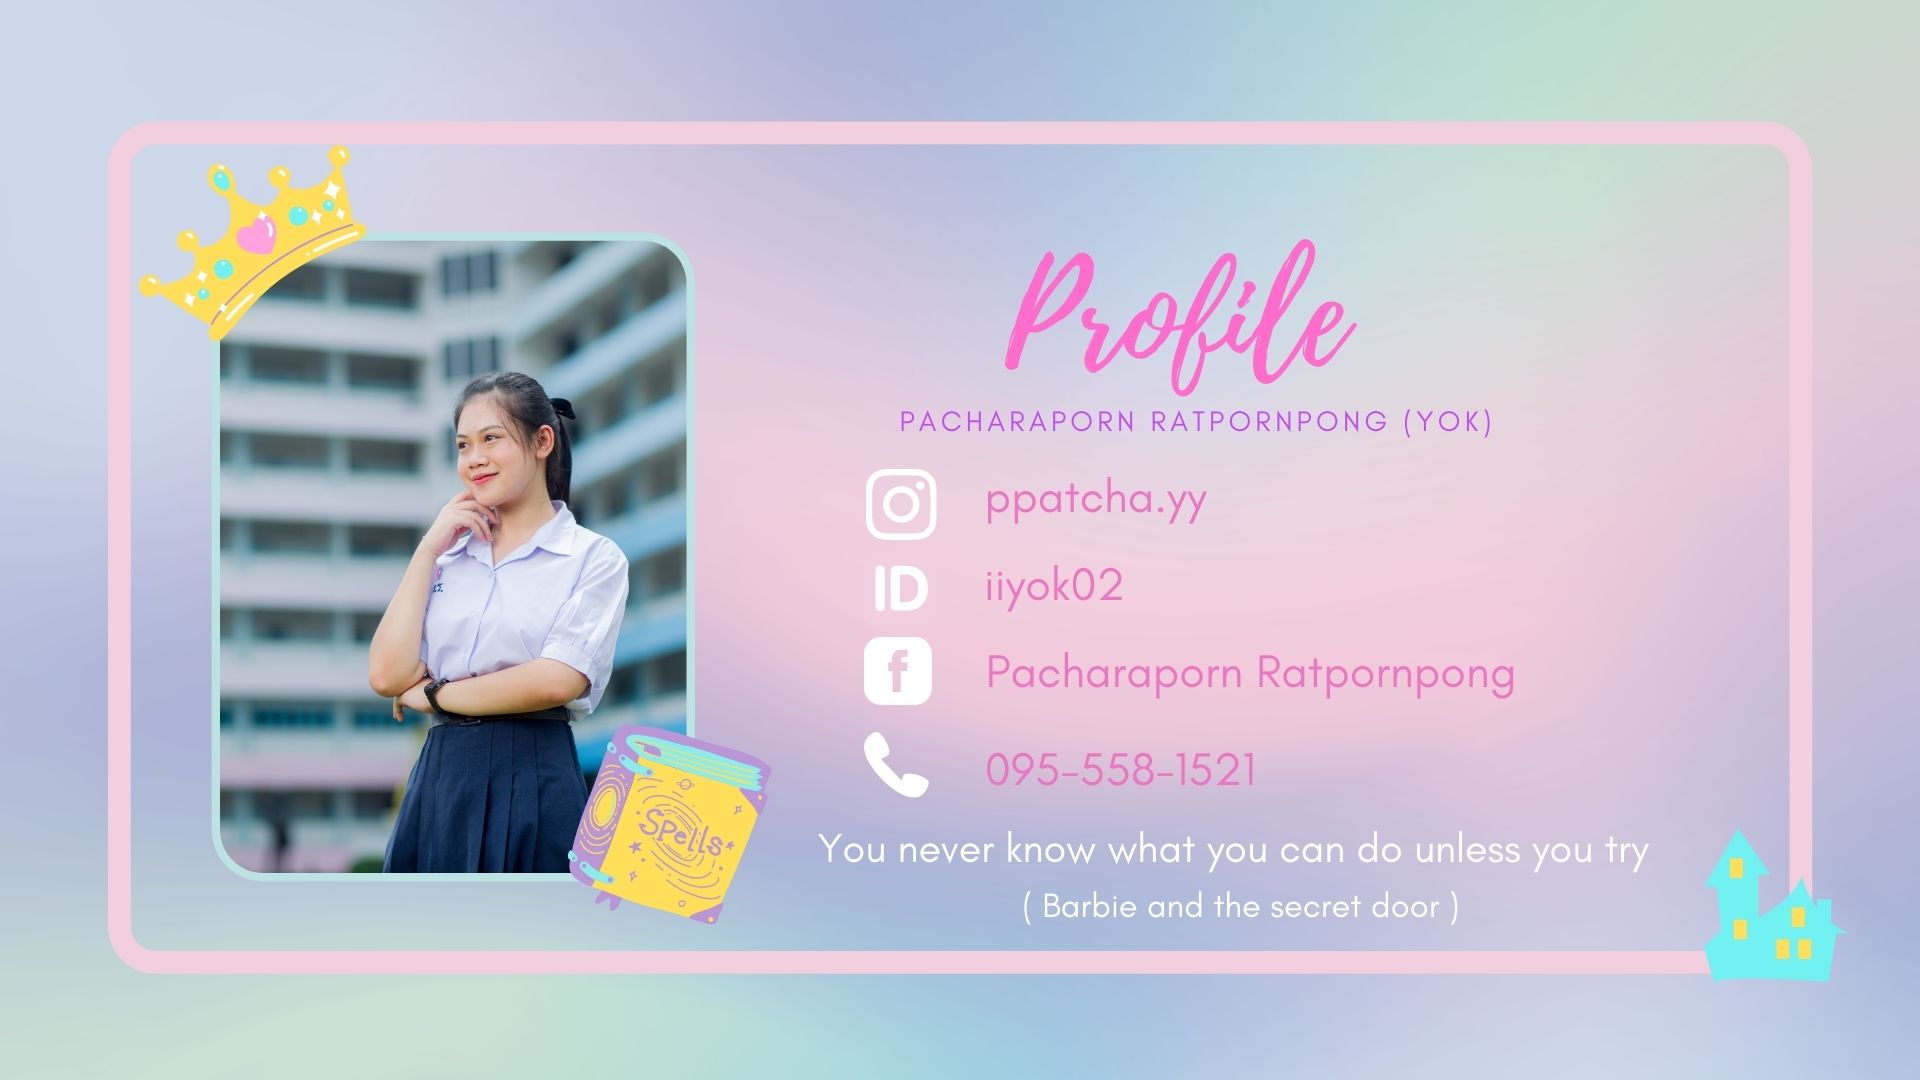 Profile
PACHARAPORN RATPORNPONG (YOK)
ppatcha.yy
ID iiyok02
f Pacharaporn Ratpornpong
095-558-1521
You never know what you can do unless you try
( Barbie and the secret door )
Spells